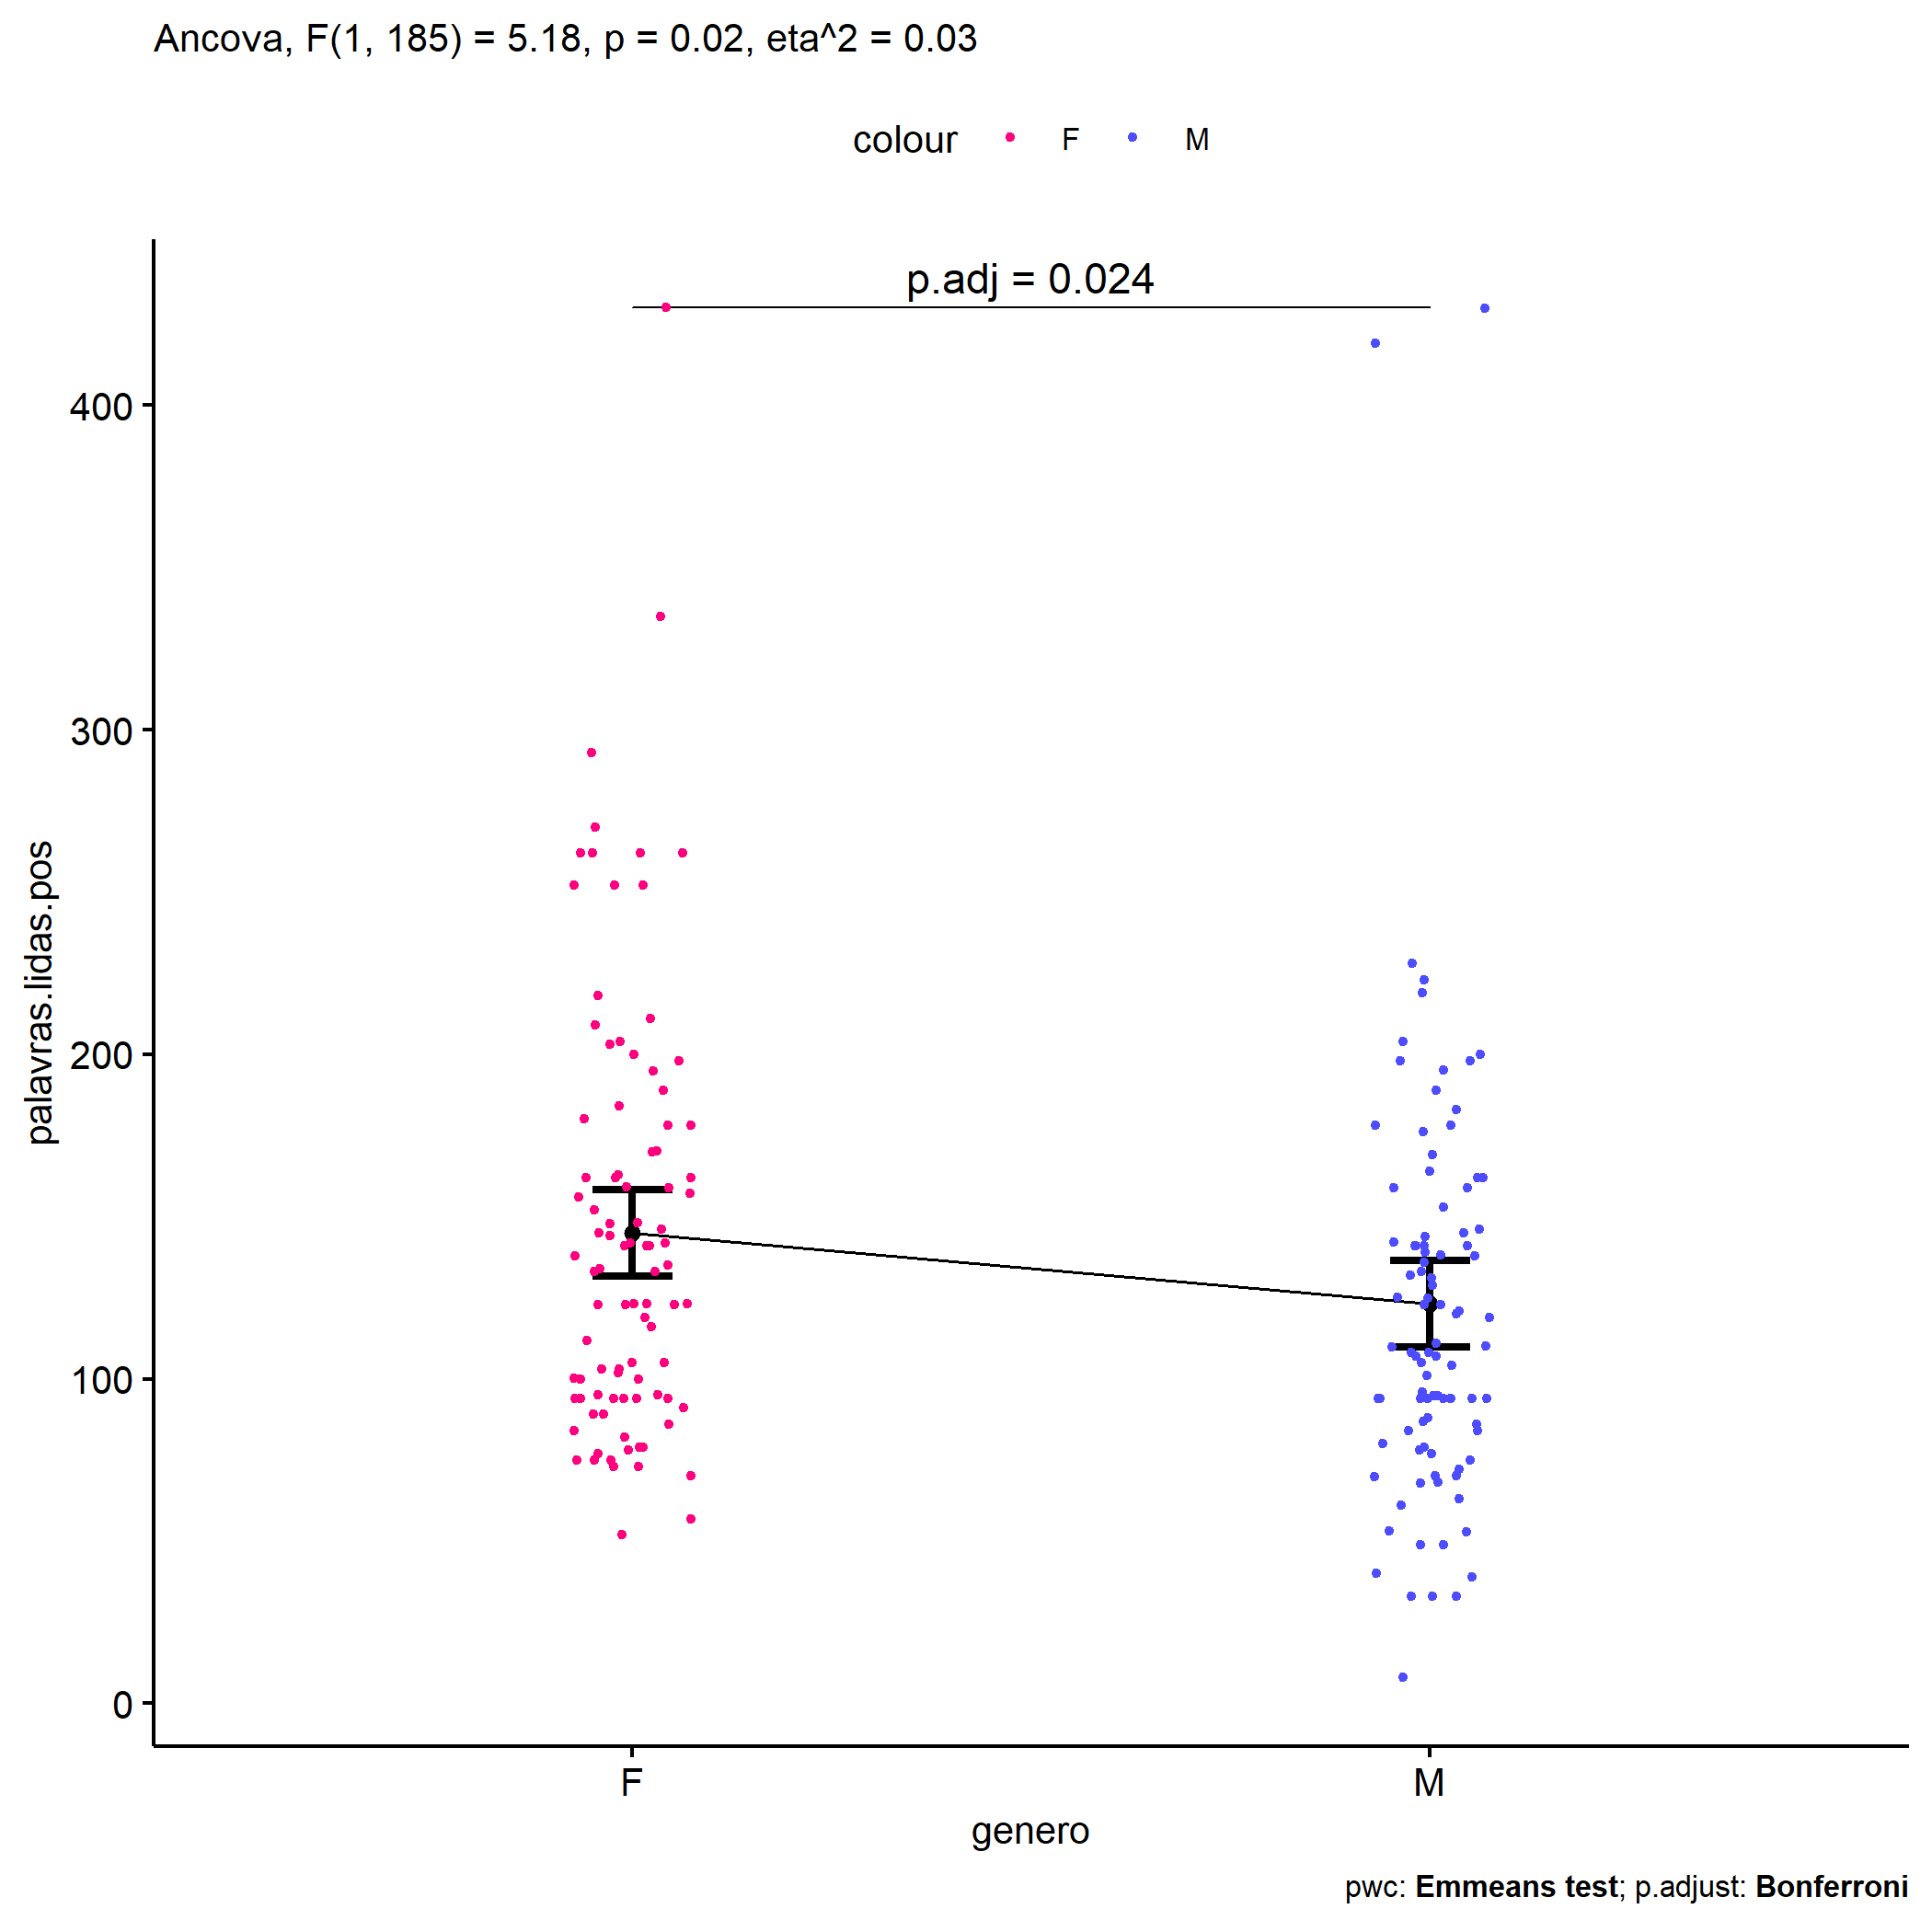 Ancova, F(1, 185) = 5.18, p = 0.02, eta^2 = 0.03
colour F M
p.adj = 0.024
400
300
200
100
0
palavras.lidas.pos
F M
genero
pwc: Emmeans test; p.adjust: Bonferroni